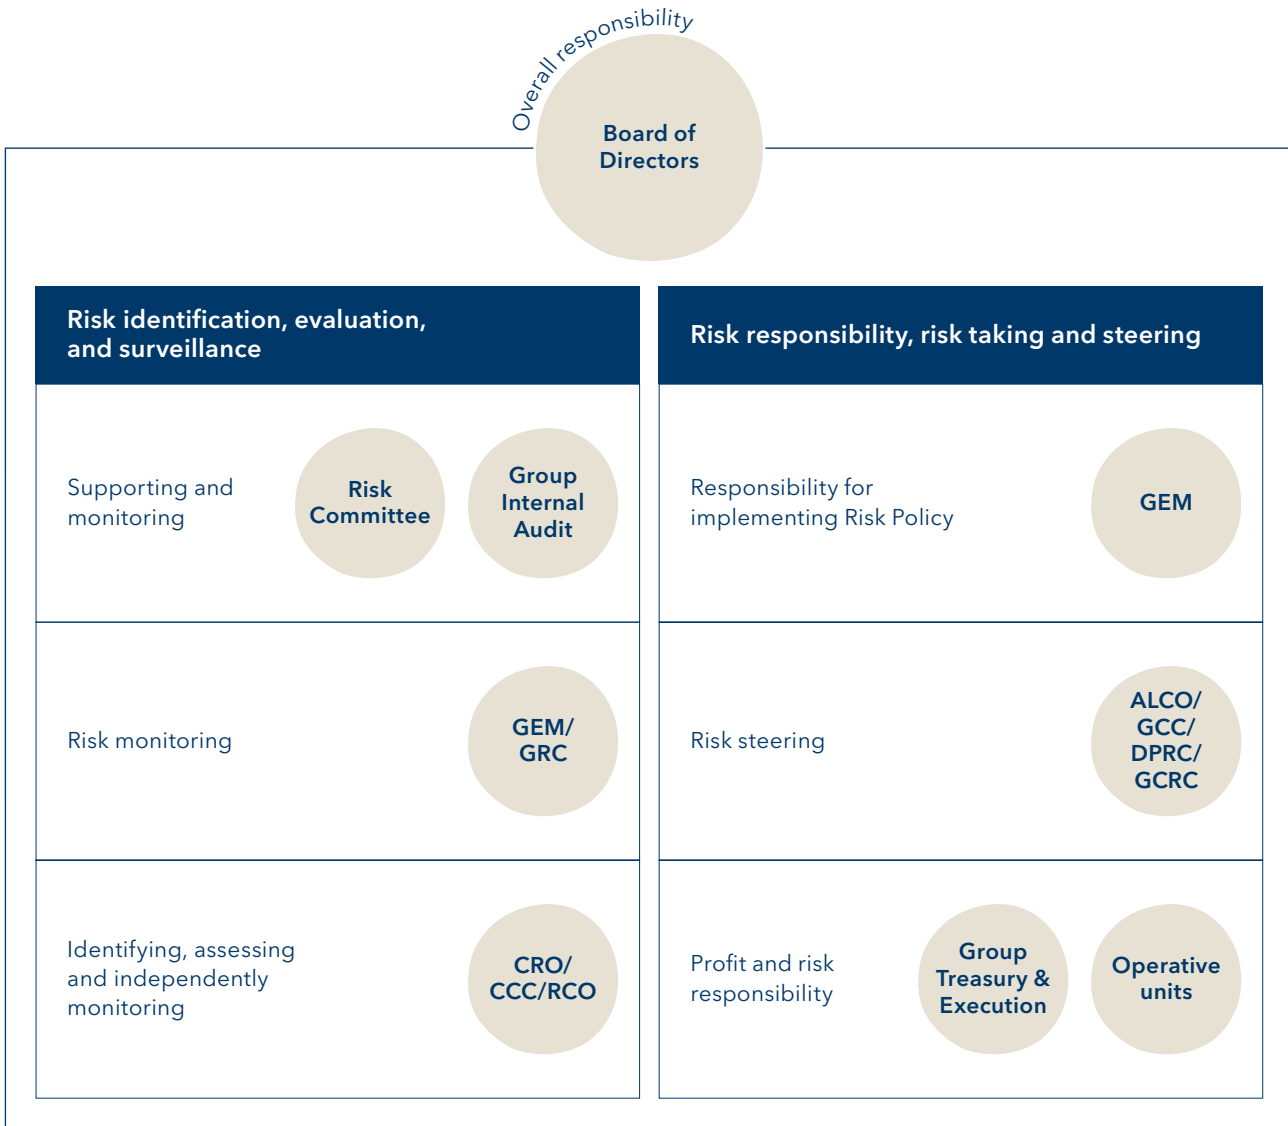 Overall responsibility
Board of
Directors
Risk identification, evaluation,
and surveillance
Supporting and
monitoring
Risk
Committee
Group
Internal
Audit
Risk monitoring
GEM/
GRC
Identifying, assessing
and independently
monitoring
CRO/
CCC/RCO
Risk responsibility, risk taking and steering
Responsibility for
implementing Risk Policy
GEM
Risk steering
ALCO/
GCC/
DPRC/
GCRC
Profit and risk
responsibility
Group
Treasury &
Execution
Operative
units